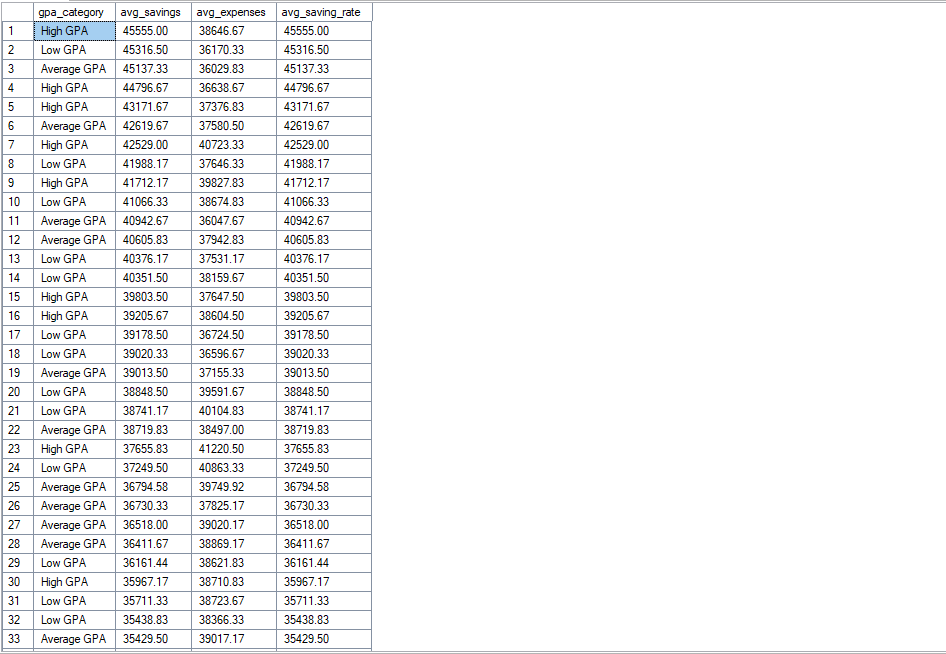 gpa_category avg_savings avg_expenses avg_saving_rate
1 High GPA 45555.00 38646.67 45555.00
2 Low GPA 45316.50 36170.33 45316.50
3 Average GPA 45137.33 36029.83 45137.33
4 High GPA 44796.67 36638.67 44796.67
5 High GPA 43171.67 37376.83 43171.67
6 Average GPA 42619.67 37580.50 42619.67
7 High GPA 42529.00 40723.33 42529.00
8 Low GPA 41988.17 37646.33 41988.17
9 High GPA 41712.17 39827.83 41712.17
10 Low GPA 41066.33 38674.83 41066.33
11 Average GPA 40942.67 36047.67 40942.67
12 Average GPA 40605.83 37942.83 40605.83
13 Low GPA 40376.17 37531.17 40376.17
14 Low GPA 40351.50 38159.67 40351.50
15 High GPA 39803.50 37647.50 39803.50
16 High GPA 39205.67 38604.50 39205.67
17 Low GPA 39178.50 36724.50 39178.50
18 Low GPA 39020.33 36596.67 39020.33
19 Average GPA 39013.50 37155.33 39013.50
20 Low GPA 38848.50 39591.67 38848.50
21 Low GPA 38741.17 40104.83 38741.17
22 Average GPA 38719.83 38497.00 38719.83
23 High GPA 37655.83 41220.50 37655.83
24 Low GPA 37249.50 40863.33 37249.50
25 Average GPA 36794.58 39749.92 36794.58
26 Average GPA 36730.33 37825.17 36730.33
27 Average GPA 36518.00 39020.17 36518.00
28 Average GPA 36411.67 38869.17 36411.67
29 Low GPA 36161.44 38621.83 36161.44
30 High GPA 35967.17 38710.83 35967.17
31 Low GPA 35711.33 38723.67 35711.33
32 Low GPA 35438.83 38366.33 35438.83
33 Average GPA 35429.50 39017.17 35429.50